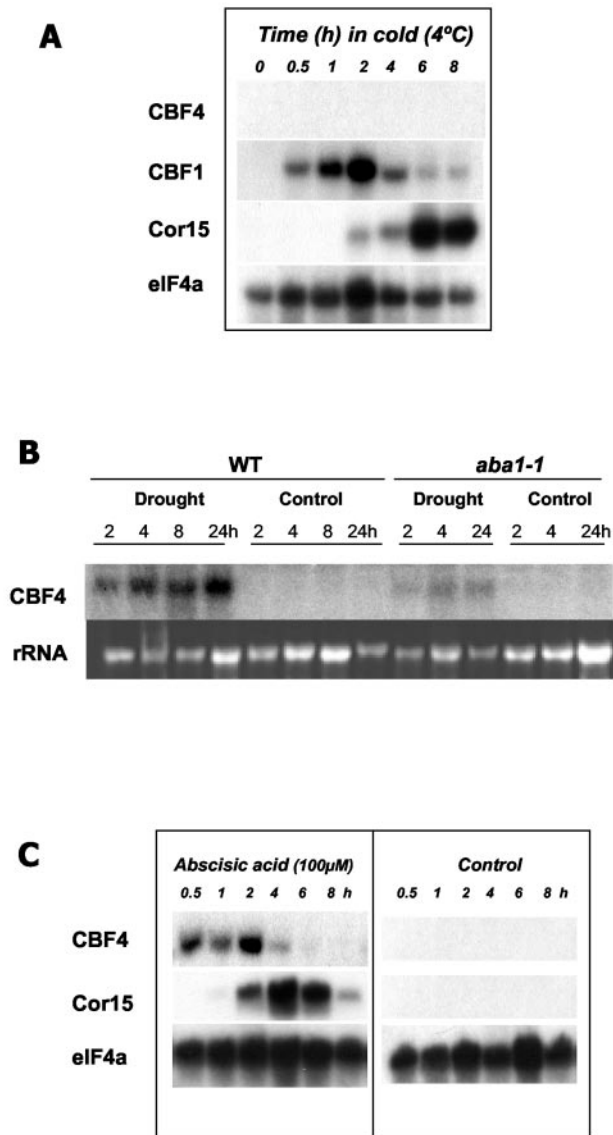 A
Time (h) in cold (4ºC)
0 0.5 1 2 4 6 8
CBF4
CBF1
Cor15
eIF4a
B
WT aba1-1
Drought Control Drought Control
2 4 8 24h 2 4 8 24h 2 4 24 2 4 24h
CBF4
rRNA
C
Abscisic acid (100µM) Control
0.5 1 2 4 6 8 h 0.5 1 2 4 6 8 h
CBF4
Cor15
eIF4a